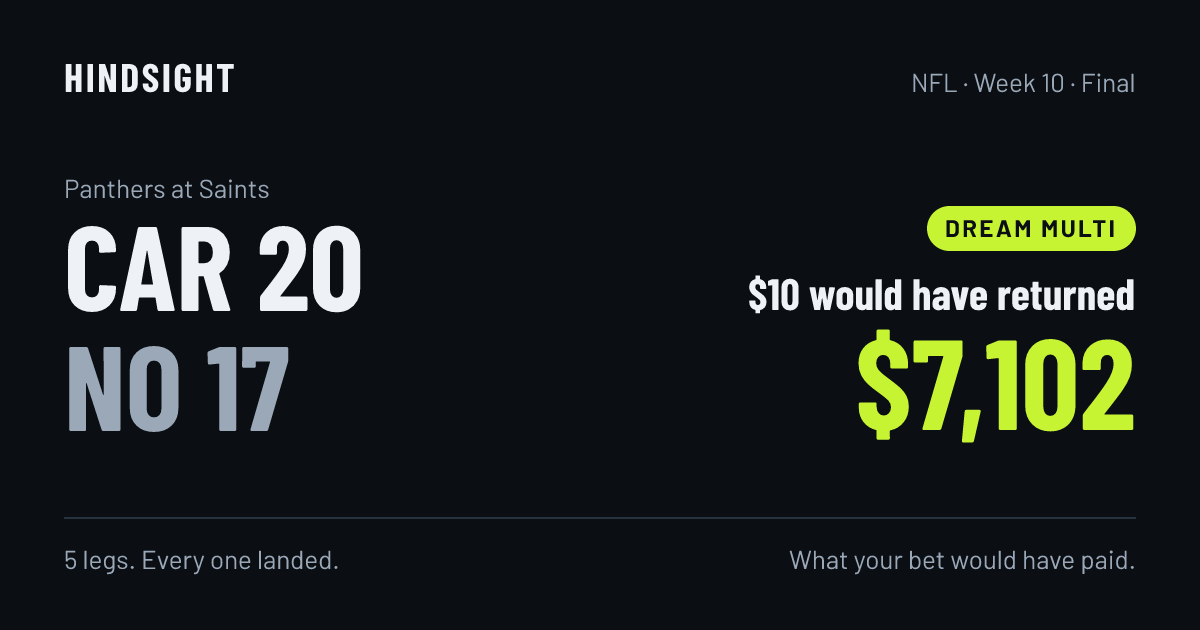 HINDSIGHT
NFL · Week 10 · Final
Panthers at Saints
CAR 20
NO 17
DREAM MULTI
$10 would have returned
$7,102
5 legs. Every one landed.
What your bet would have paid.